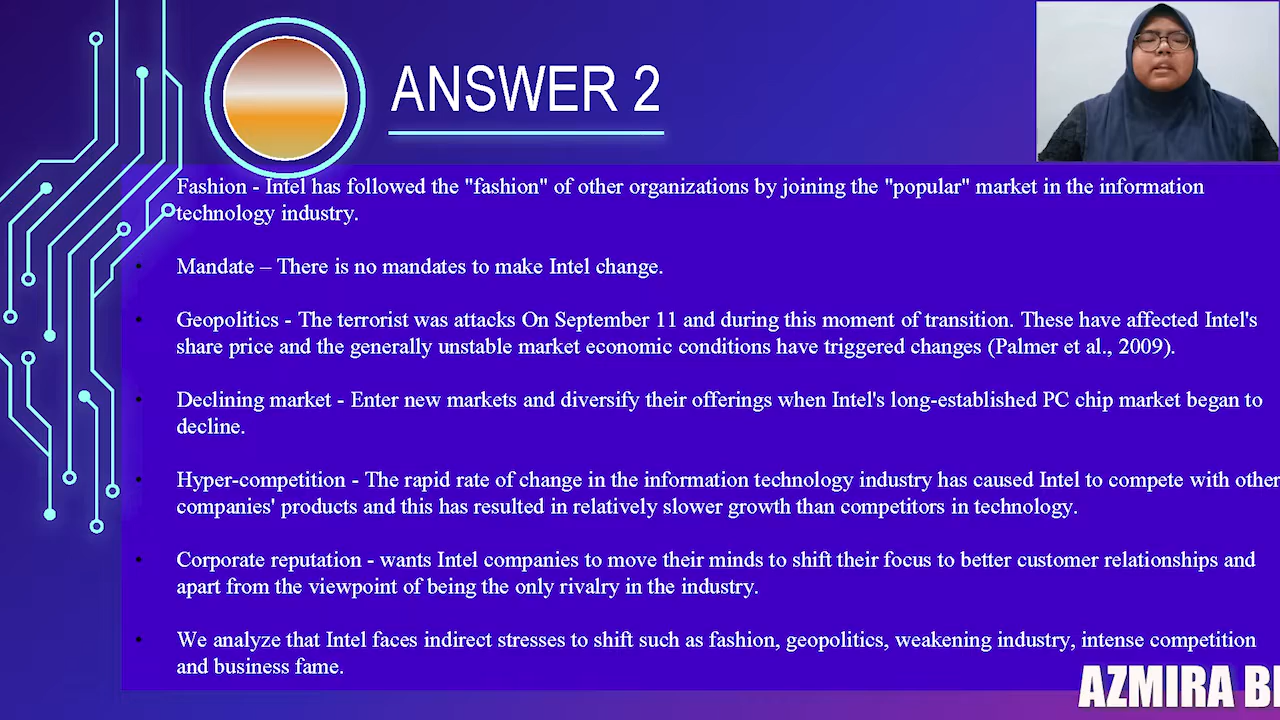 ANSWER 2
Fashion - Intel has followed the "fashion" of other organizations by joining the "popular" market in the information
technology industry.
Mandate – There is no mandates to make Intel change.
Geopolitics - The terrorist was attacks On September 11 and during this moment of transition. These have affected Intel's
share price and the generally unstable market economic conditions have triggered changes (Palmer et al., 2009).
Declining market - Enter new markets and diversify their offerings when Intel's long-established PC chip market began to
decline.
Hyper-competition - The rapid rate of change in the information technology industry has caused Intel to compete with other
companies' products and this has resulted in relatively slower growth than competitors in technology.
Corporate reputation - wants Intel companies to move their minds to shift their focus to better customer relationships and
apart from the viewpoint of being the only rivalry in the industry.
We analyze that Intel faces indirect stresses to shift such as fashion, geopolitics, weakening industry, intense competition
and business fame.
AZMIRA